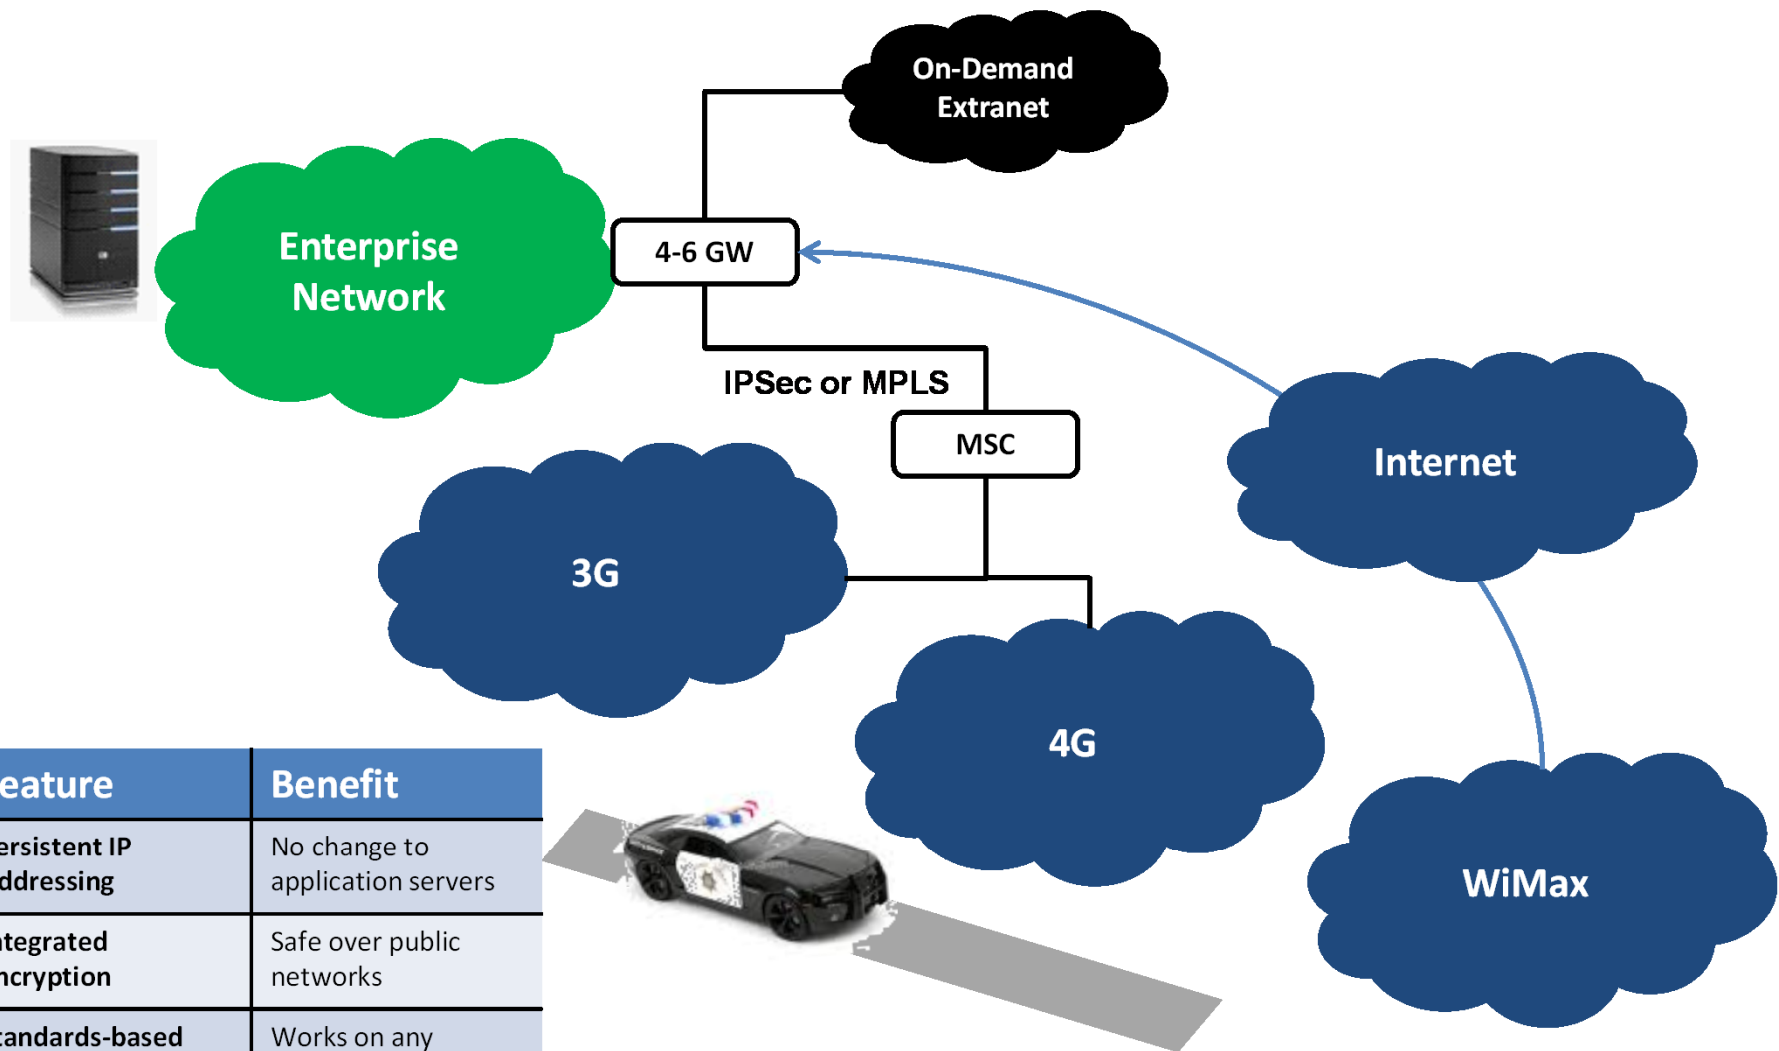 On-Demand
Extranet
Enterprise
Network
4-6 GW
IPSec or MPLS
MSC
Internet
3G
4G
WiMax
eature
Benefit
ersistent IP
ddressing
No change to
application servers
ntegrated
ncryption
Safe over public
networks
tandards-based
Works on any